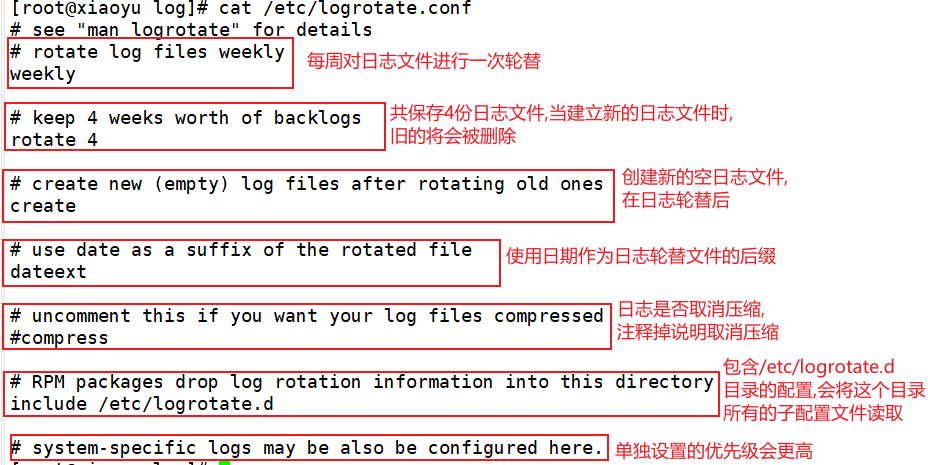 [root@xiaoyu log]# cat /etc/logrotate.conf
# see "man logrotate" for details
# rotate log files weekly
weekly
每周对日志文件进行一次轮替
# keep 4 weeks worth of backlogs
rotate 4
共保存4份日志文件,当建立新的日志文件时,
旧的将会被删除
# create new (empty) log files after rotating old ones
create
创建新的空日志文件,
在日志轮替后
# use date as a suffix of the rotated file
dateext
使用日期作为日志轮替文件的后缀
# uncomment this if you want your log files compressed
#compress
日志是否取消压缩,
注释掉说明取消压缩
# RPM packages drop log rotation information into this directory
include /etc/logrotate.d
包含/etc/logrotate.d
目录的配置,会将这个目录
所有的子配置文件读取
# system-specific logs may be also be configured here.
单独设置的优先级会更高
[root@xiaoyu log]#